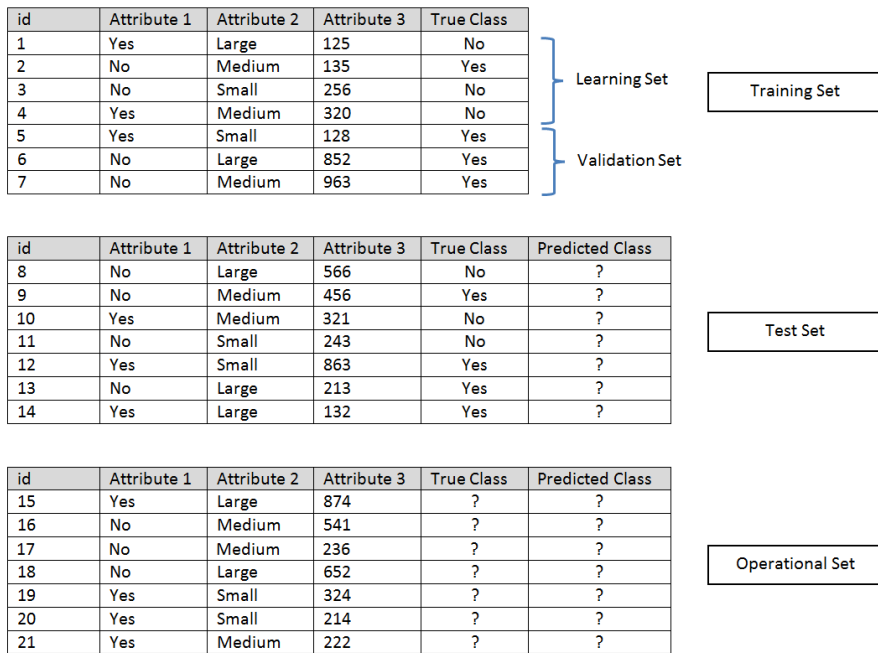 id Attribute 1 Attribute 2 Attribute 3 True Class
1 Yes Large 125 No
2 No Medium 135 Yes
3 No Small 256 No
4 Yes Medium 320 No
5 Yes Small 128 Yes
6 No Large 852 Yes
7 No Medium 963 Yes
Learning Set
Validation Set
Training Set
id Attribute 1 Attribute 2 Attribute 3 True Class Predicted Class
8 No Large 566 No ?
9 No Medium 456 Yes ?
10 Yes Medium 321 No ?
11 No Small 243 No ?
12 Yes Small 863 Yes ?
13 No Large 213 Yes ?
14 Yes Large 132 Yes ?
Test Set
id Attribute 1 Attribute 2 Attribute 3 True Class Predicted Class
15 Yes Large 874 ? ?
16 No Medium 541 ? ?
17 No Medium 236 ? ?
18 No Large 652 ? ?
19 Yes Small 324 ? ?
20 Yes Small 214 ? ?
21 Yes Medium 222 ? ?
Operational Set